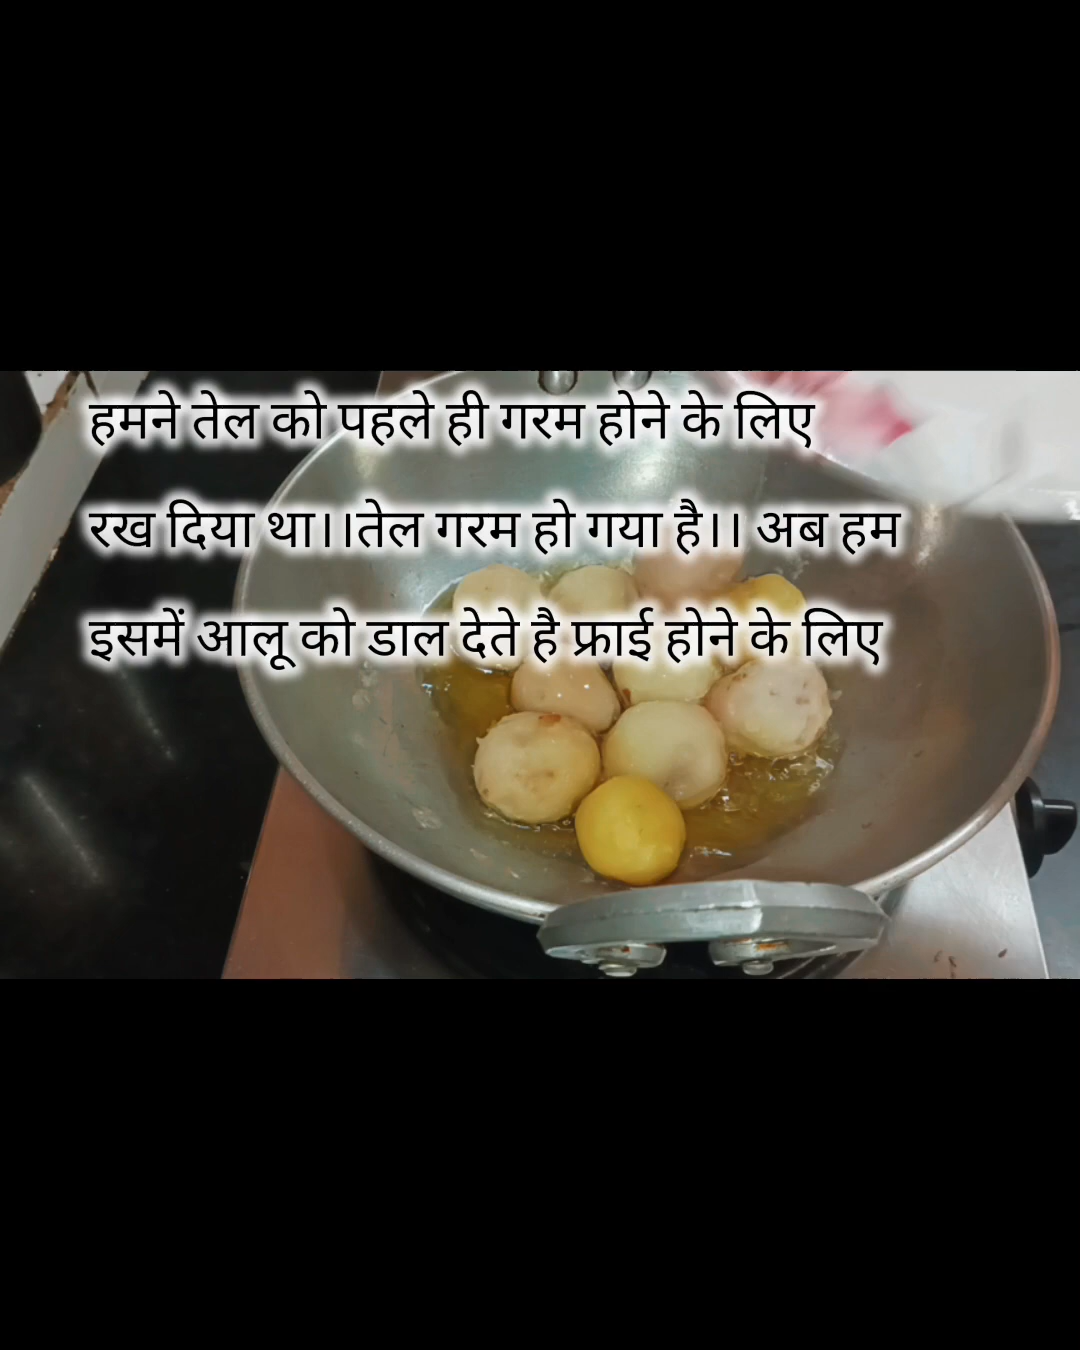 हमने तेल को पहले ही गरम होने के लिए
रख दिया था।।तेल गरम हो गया है।। अब हम
इसमें आलू को डाल देते है फ्राई होने के लिए